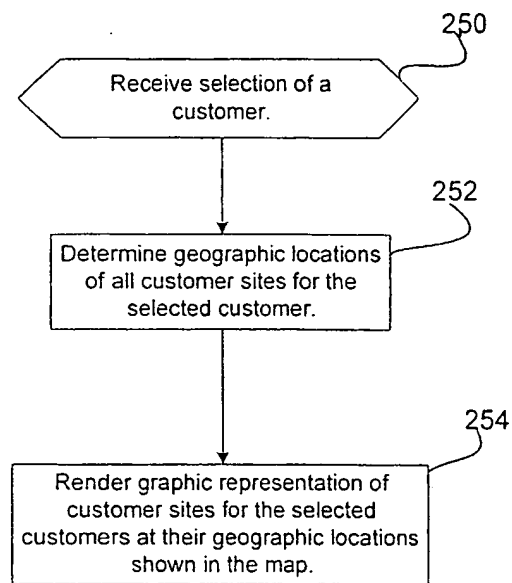 250
Receive selection of a
customer.
252
Determine geographic locations
of all customer sites for the
selected customer.
254
Render graphic representation of
customer sites for the selected
customers at their geographic locations
shown in the map.